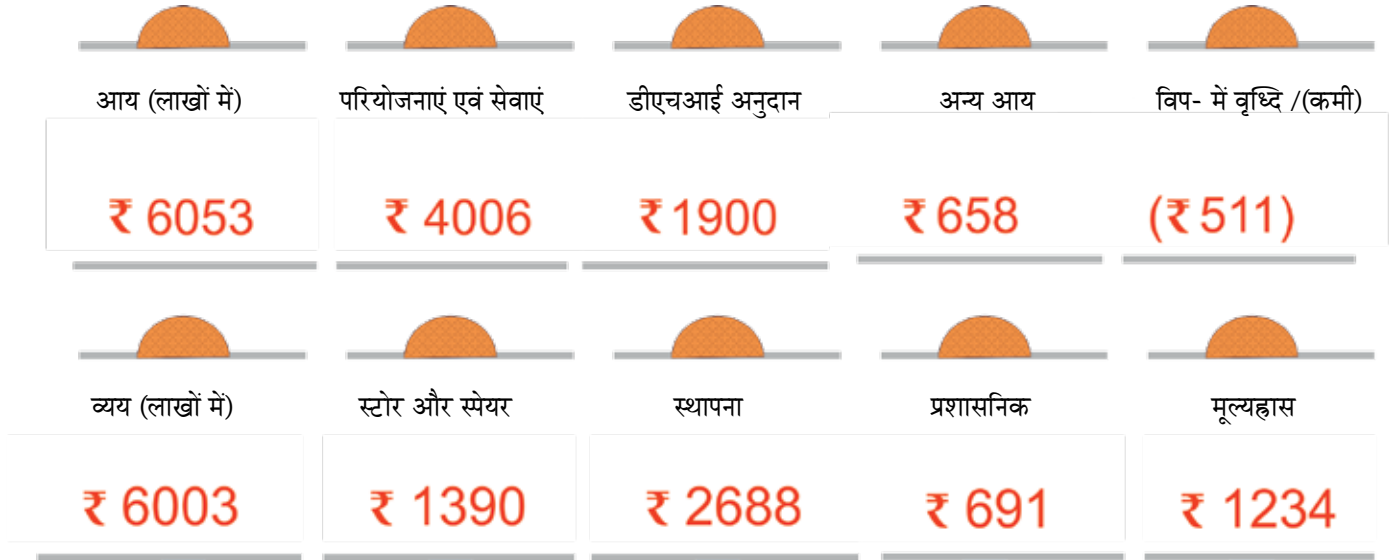 आय (लाखों में) परियोजनाएं एवं सेवाएं डीएचआई अनुदान अन्य आय विप- में वृध्दि /(कमी)
₹ 6053 ₹ 4006 ₹ 1900 ₹ 658 (₹ 511)
व्यय (लाखों में) स्टोर और स्पेयर स्थापना प्रशासनिक मूल्यह्रास
₹ 6003 ₹ 1390 ₹ 2688 ₹ 691 ₹ 1234